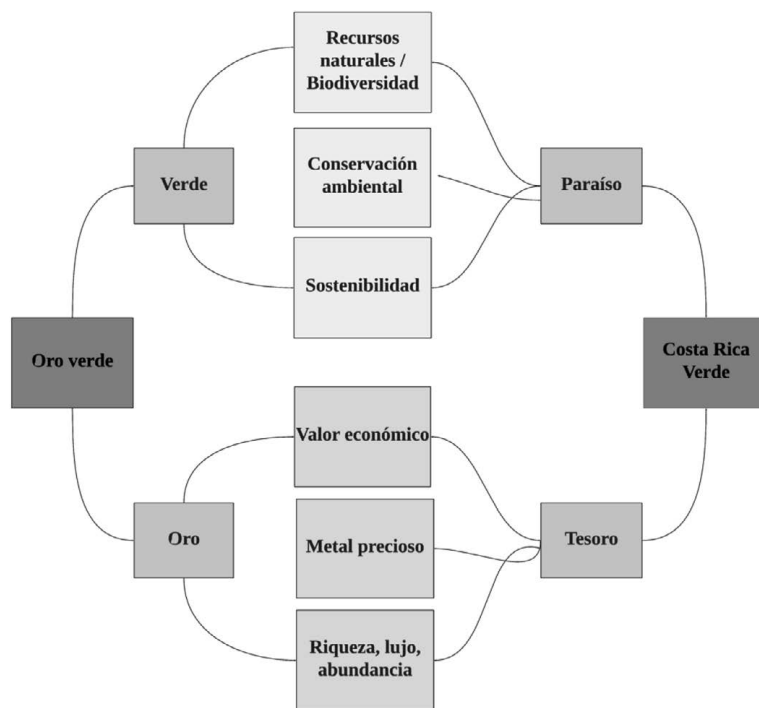 Recursos
naturales /
Biodiversidad
Verde
Conservación
ambiental
Paraíso
Sostenibilidad
Oro verde
Costa Rica
Verde
Valor económico
Oro
Metal precioso
Tesoro
Riqueza, lujo,
abundancia